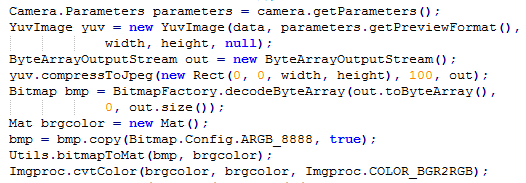 Camera.Parameters parameters = camera.getParameters();
YuvImage yuv = new YuvImage(data, parameters.getPreviewFormat(),
width, height, null);
ByteArrayOutputStream out = new ByteArrayOutputStream();
yuv.compressToJpeg(new Rect(0, 0, width, height), 100, out);
Bitmap bmp = BitmapFactory.decodeByteArray(out.toByteArray(),
0, out.size());
Mat brgcolor = new Mat();
bmp = bmp.copy(Bitmap.Config.ARGB_8888, true);
Utils.bitmapToMat(bmp, brgcolor);
Imgproc.cvtColor(brgcolor, brgcolor, Imgproc.COLOR_BGR2RGB);